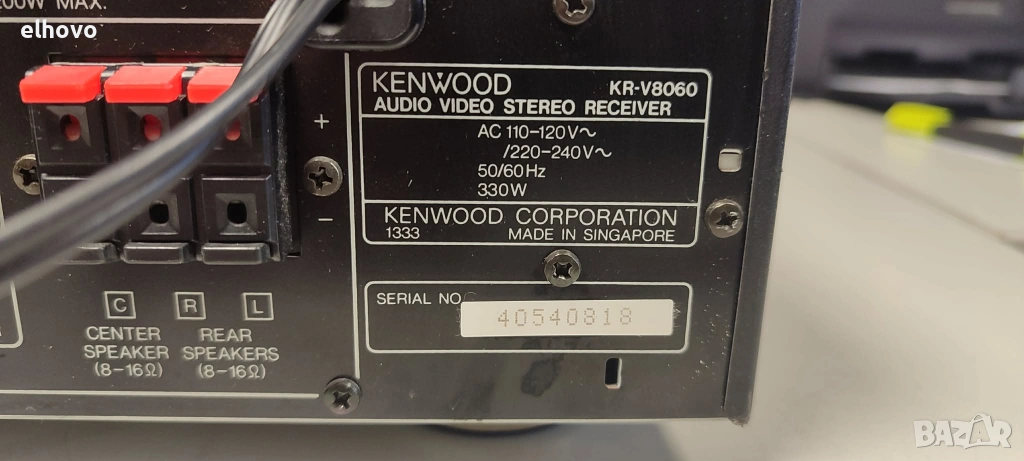 200W MAX.
elhovo
KENWOOD KR-V8060
AUDIO VIDEO STEREO RECEIVER
AC 110-120V~
/220-240V~
50/60Hz
330W
KENWOOD CORPORATION
1333 MADE IN SINGAPORE
+
−
SERIAL NO.
40540818
C R L
CENTER REAR
SPEAKER SPEAKERS
(8-16Ω) (8-16Ω)
BAZAR